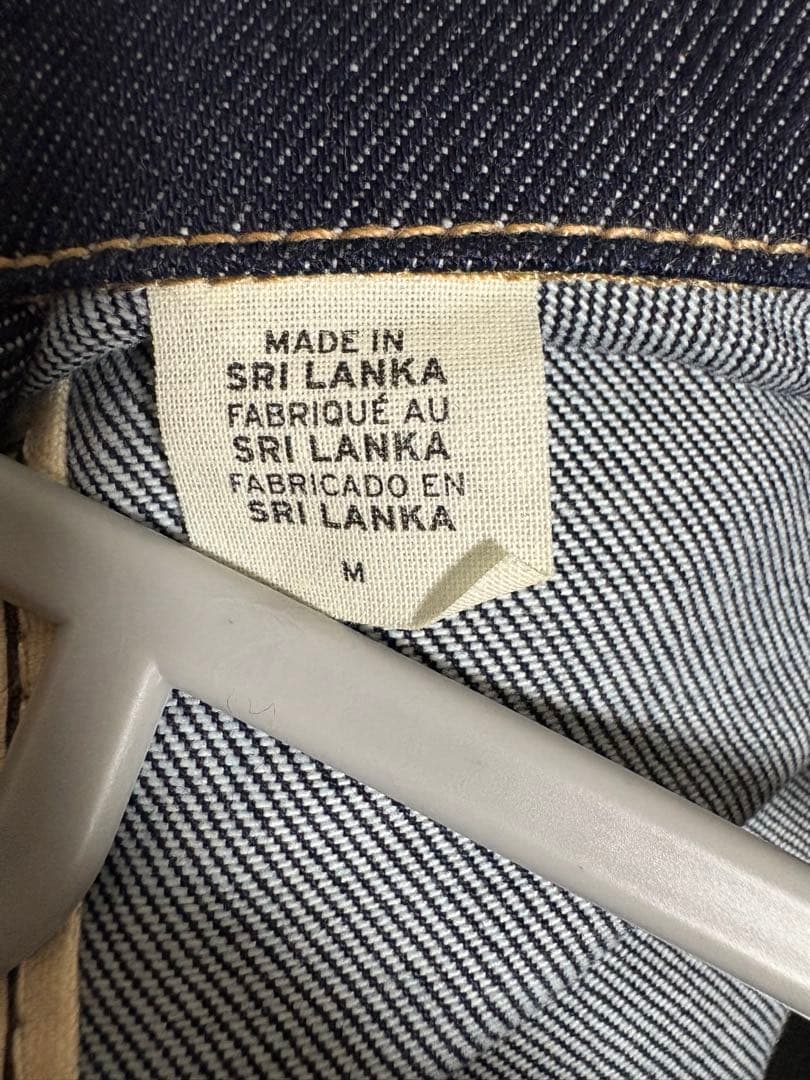 MADE IN
SRI LANKA
FABRIQUÉ AU
SRI LANKA
FABRICADO EN
SRI LANKA
M